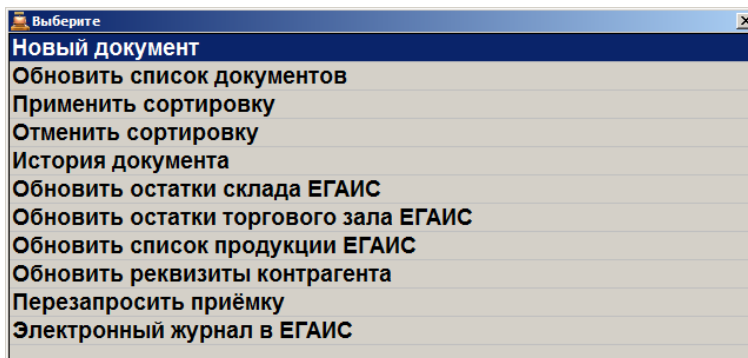 Выберите
Новый документ
Обновить список документов
Применить сортировку
Отменить сортировку
История документа
Обновить остатки склада ЕГАИС
Обновить остатки торгового зала ЕГАИС
Обновить список продукции ЕГАИС
Обновить реквизиты контрагента
Перезапросить приёмку
Электронный журнал в ЕГАИС